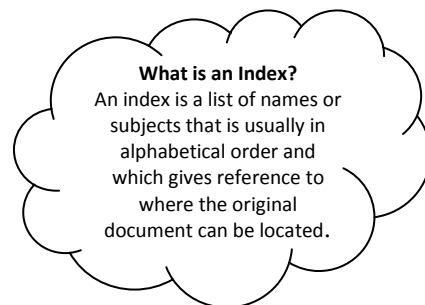 What is an Index?
An index is a list of names or
subjects that is usually in
alphabetical order and
which gives reference to
where the original
document can be located.